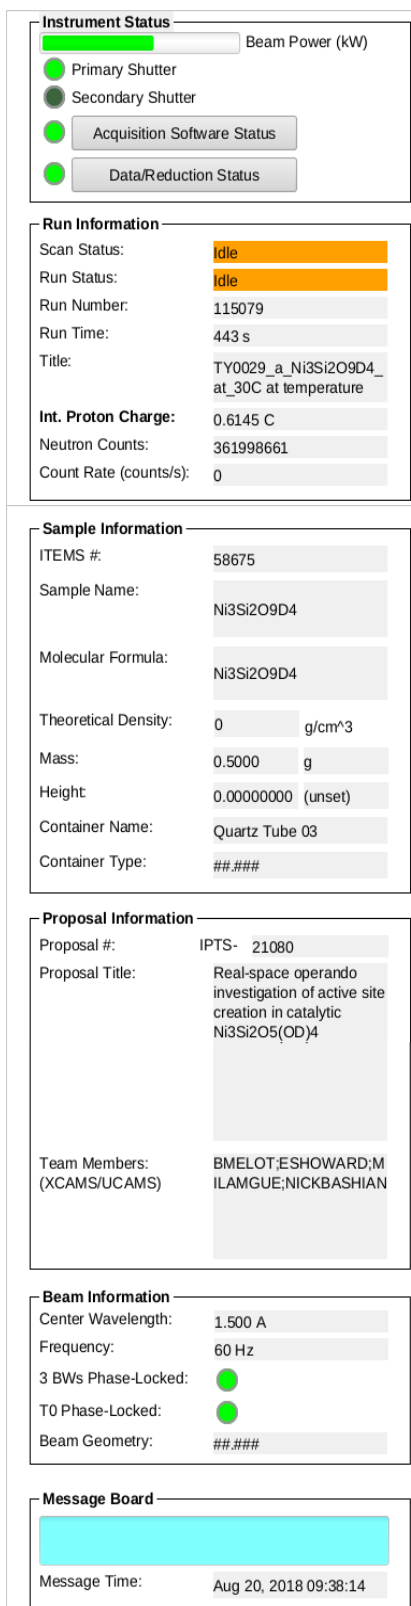 Instrument Status
Beam Power (kW)
Primary Shutter
Secondary Shutter
Acquisition Software Status
Data/Reduction Status
Run Information
Scan Status: Idle
Run Status: Idle
Run Number: 115079
Run Time: 443 s
Title: TY0029_a_Ni3Si2O9D4_
at_30C at temperature
Int. Proton Charge: 0.6145 C
Neutron Counts: 361998661
Count Rate (counts/s): 0
Sample Information
ITEMS #: 58675
Sample Name: Ni3Si2O9D4
Molecular Formula: Ni3Si2O9D4
Theoretical Density: 0 g/cm^3
Mass: 0.5000 g
Height: 0.00000000 (unset)
Container Name: Quartz Tube 03
Container Type: ##.###
Proposal Information
Proposal #: IPTS- 21080
Proposal Title: Real-space operando
investigation of active site
creation in catalytic
Ni3Si2O5(OD)4
Team Members: BMELOT;ESHOWARD;M
(XCAMS/UCAMS) ILAMGUE;NICKBASHIAN
Beam Information
Center Wavelength: 1.500 A
Frequency: 60 Hz
3 BWs Phase-Locked:
T0 Phase-Locked:
Beam Geometry: ##.###
Message Board
Message Time: Aug 20, 2018 09:38:14